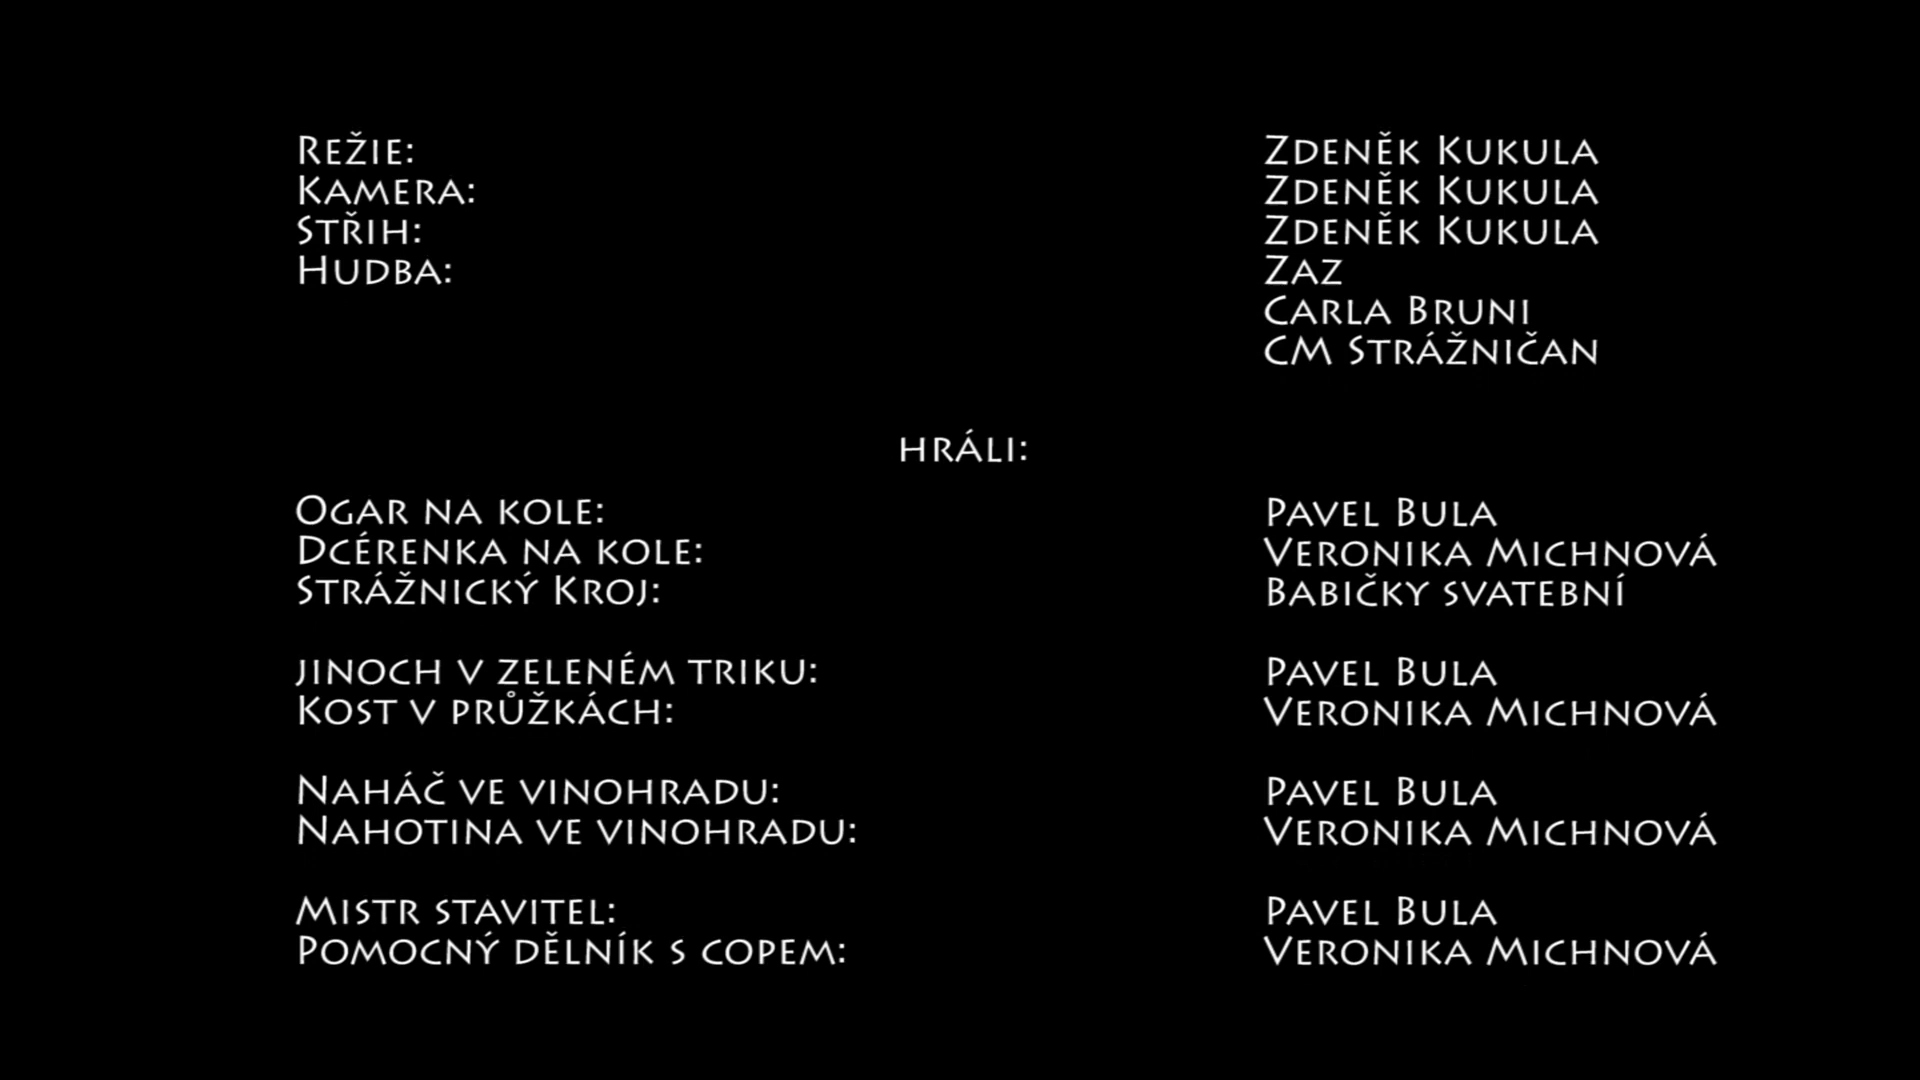 Režie: Zdeněk Kukula
Kamera: Zdeněk Kukula
Střih: Zdeněk Kukula
Hudba: Zaz
Carla Bruni
CM Strážničan
hráli:
Ogar na kole: Pavel Bula
Dcérenka na kole: Veronika Michnová
Strážnický Kroj: Babičky svatební
jinoch v zeleném triku: Pavel Bula
Kost v průžkách: Veronika Michnová
Naháč ve vinohradu: Pavel Bula
Nahotina ve vinohradu: Veronika Michnová
Mistr stavitel: Pavel Bula
Pomocný dělník s copem: Veronika Michnová